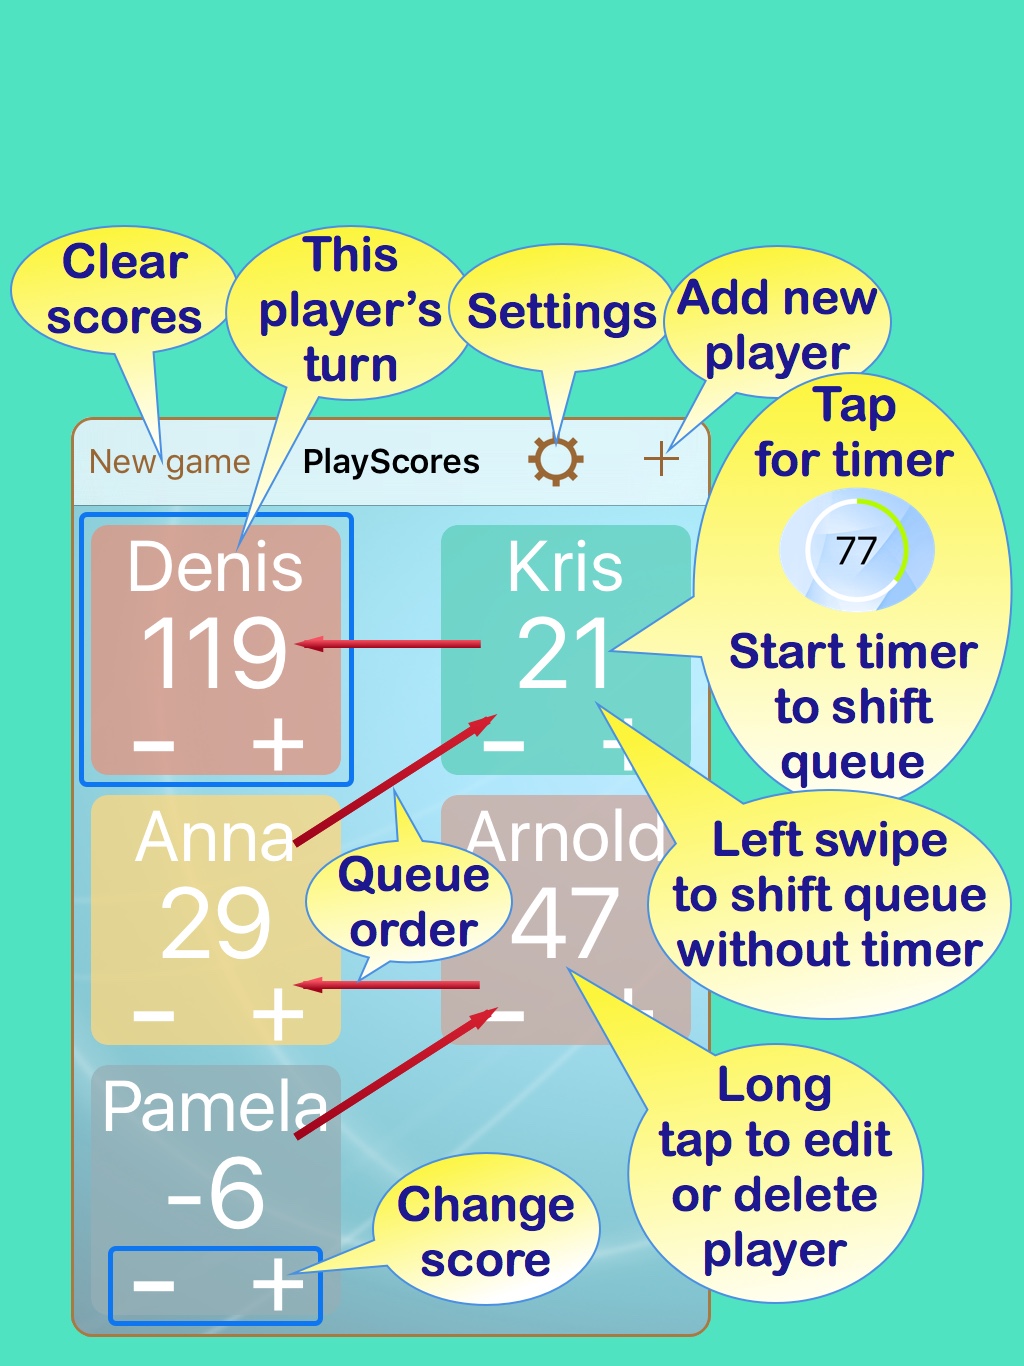 Clear
scores
This
player's
turn
Settings
Add new
player
Tap
for timer
77
Start timer
to shift
queue
New game
PlayScores
+
Denis
119
- +
Kris
21
- +
Anna
29
- +
Queue
order
Arnold
47
- +
Left swipe
to shift queue
without timer
Pamela
-6
- +
Change
score
Long
tap to edit
or delete
player